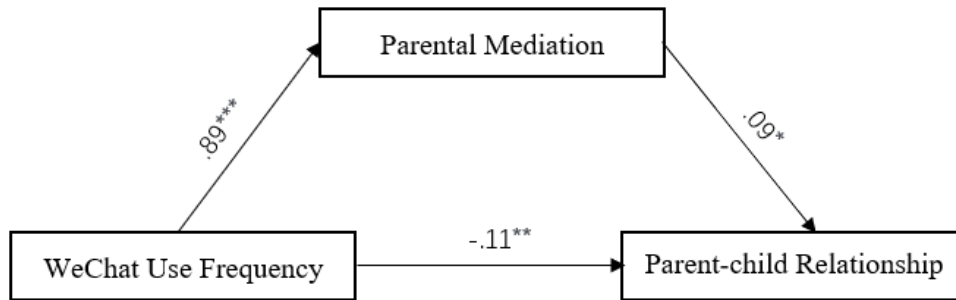 Parental Mediation
.89***
.09*
-.11**
WeChat Use Frequency
Parent-child Relationship